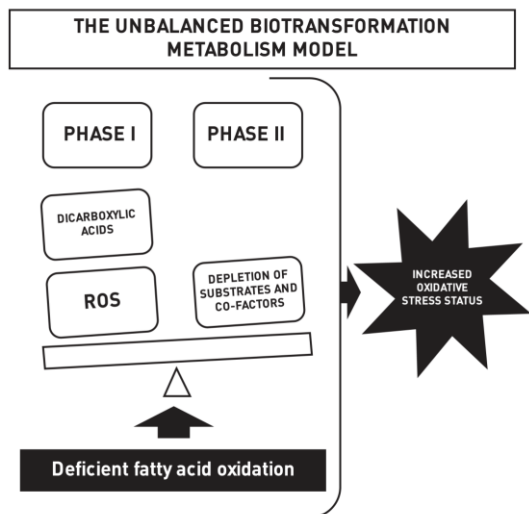 THE UNBALANCED BIOTRANSFORMATION
METABOLISM MODEL
PHASE I
PHASE II
DICARBOXYLIC
ACIDS
ROS
DEPLETION OF
SUBSTRATES AND
CO-FACTORS
INCREASED
OXIDATIVE
STRESS STATUS
Deficient fatty acid oxidation